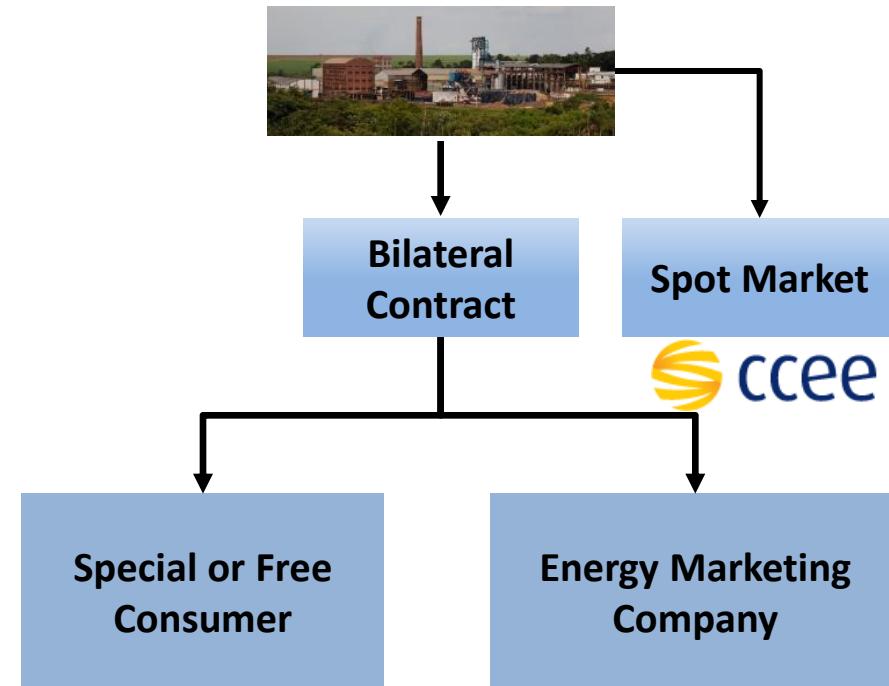 Bilateral
Contract
Spot Market
ccee
Special or Free
Consumer
Energy Marketing
Company